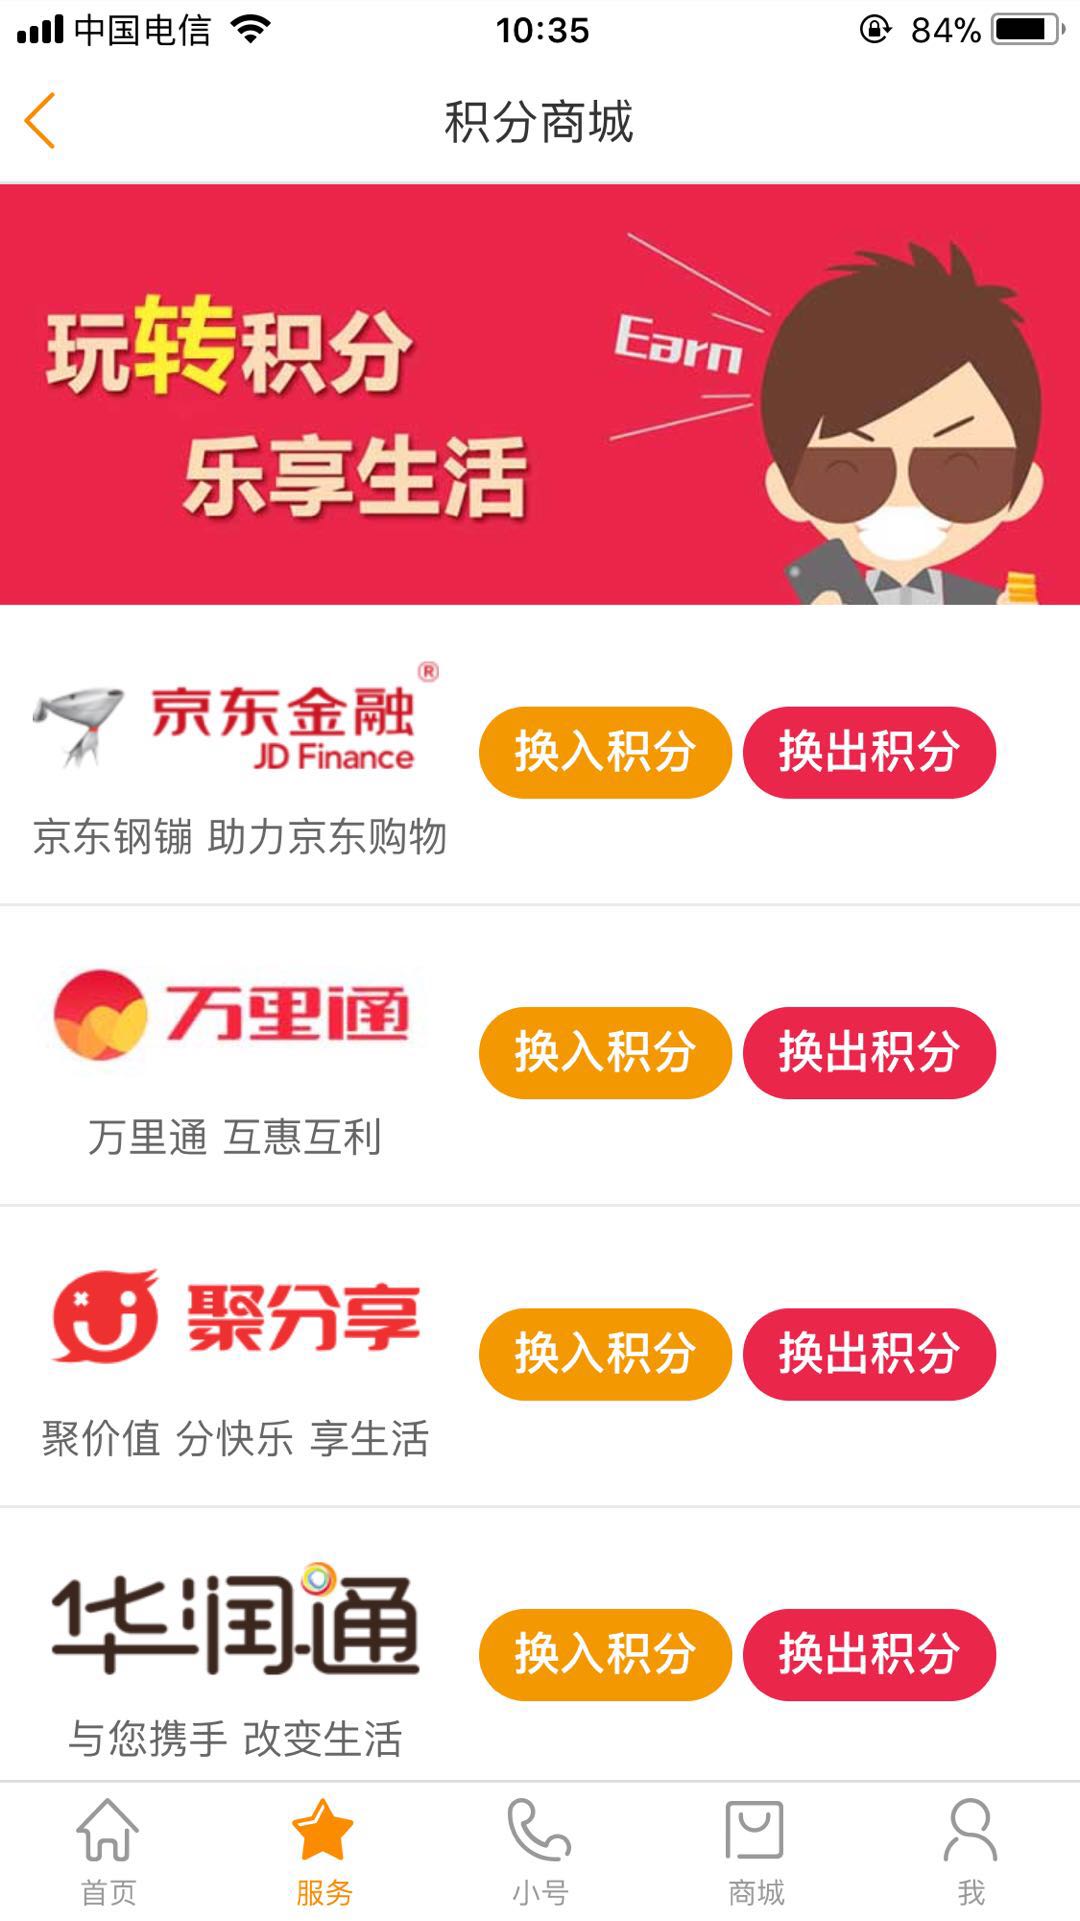 中国电信 10:35 84%
积分商城
玩转积分
乐享生活
Earn
京东金融®
JD Finance
换入积分 换出积分
京东钢镚 助力京东购物
万里通
换入积分 换出积分
万里通 互惠互利
聚分享
换入积分 换出积分
聚价值 分快乐 享生活
华润通
换入积分 换出积分
与您携手 改变生活
首页 服务 小号 商城 我